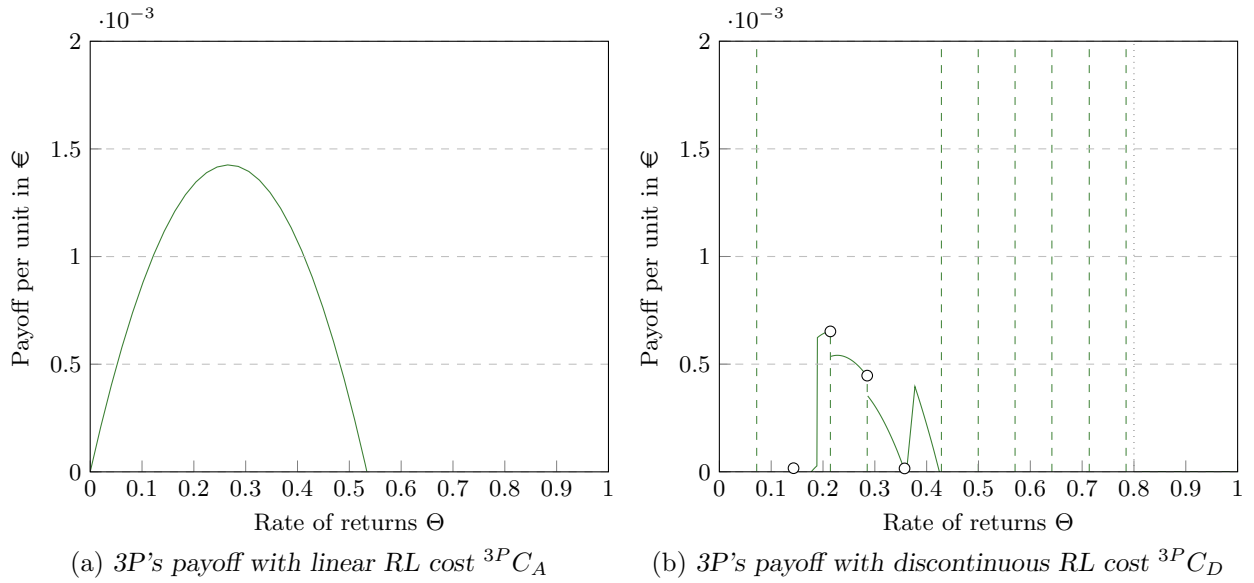 ·10⁻³
2
1.5
1
0.5
0
0 0.1 0.2 0.3 0.4 0.5 0.6 0.7 0.8 0.9 1
Payoff per unit in €
Rate of returns Θ
(a) 3P's payoff with linear RL cost ³ᴾC_A
·10⁻³
2
1.5
1
0.5
0
0 0.1 0.2 0.3 0.4 0.5 0.6 0.7 0.8 0.9 1
Payoff per unit in €
Rate of returns Θ
(b) 3P's payoff with discontinuous RL cost ³ᴾC_D